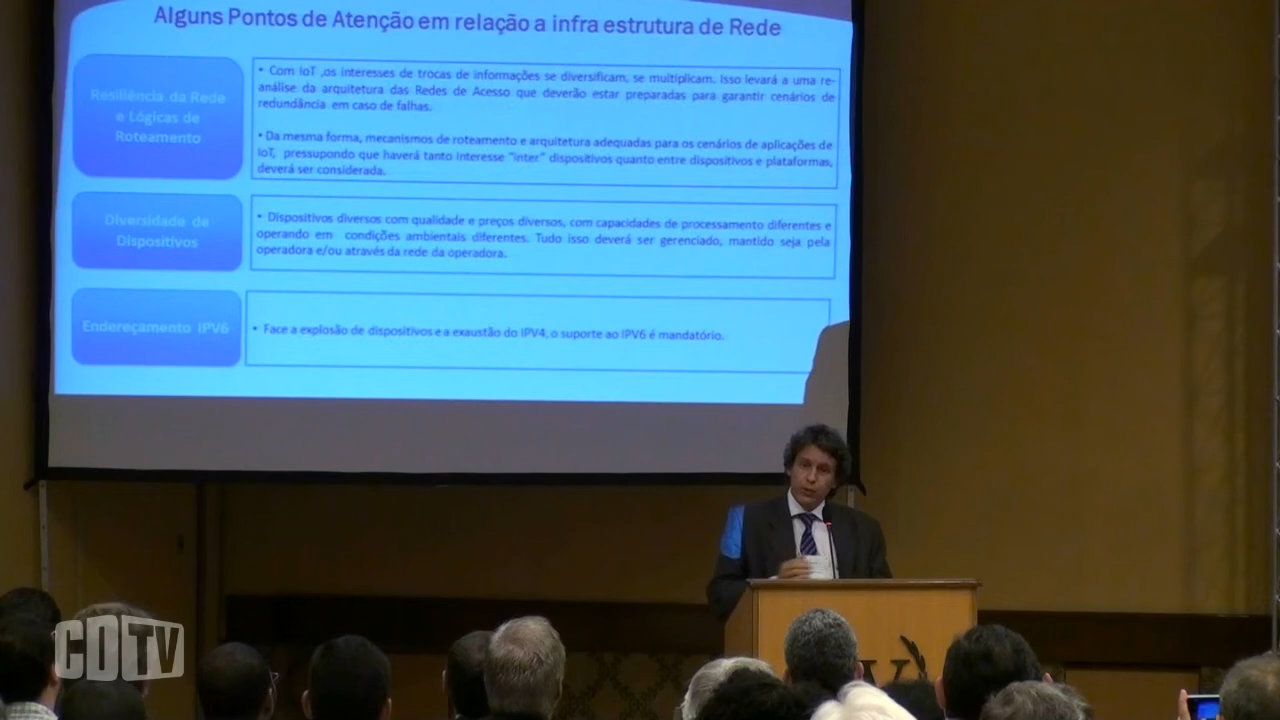 Alguns Pontos de Atenção em relação a infra estrutura de Rede
Resiliência da Rede
e Lógicas de
Roteamento
• Com IoT ,os interesses de trocas de informações se diversificam, se multiplicam. Isso levará a uma re-
análise da arquitetura das Redes de Acesso que deverão estar preparadas para garantir cenários de
redundância em caso de falhas.
• Da mesma forma, mecanismos de roteamento e arquitetura adequadas para os cenários de aplicações de
IoT, pressupondo que haverá tanto interesse "inter" dispositivos quanto entre dispositivos e plataformas,
deverá ser considerada.
Diversidade de
Dispositivos
• Dispositivos diversos com qualidade e preços diversos, com capacidades de processamento diferentes e
operando em condições ambientais diferentes. Tudo isso deverá ser gerenciado, mantido seja pela
operadora e/ou através da rede da operadora.
Endereçamento IPV6
• Face a explosão de dispositivos e a exaustão do IPV4, o suporte ao IPV6 é mandatório.
CDTV